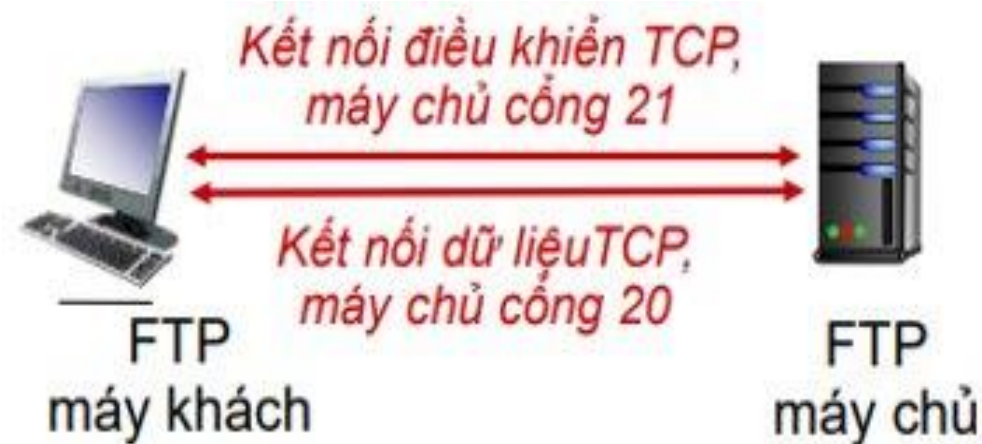 Kết nối điều khiển TCP,
máy chủ cổng 21
Kết nối dữ liệuTCP,
máy chủ cổng 20
FTP
máy khách
FTP
máy chủ